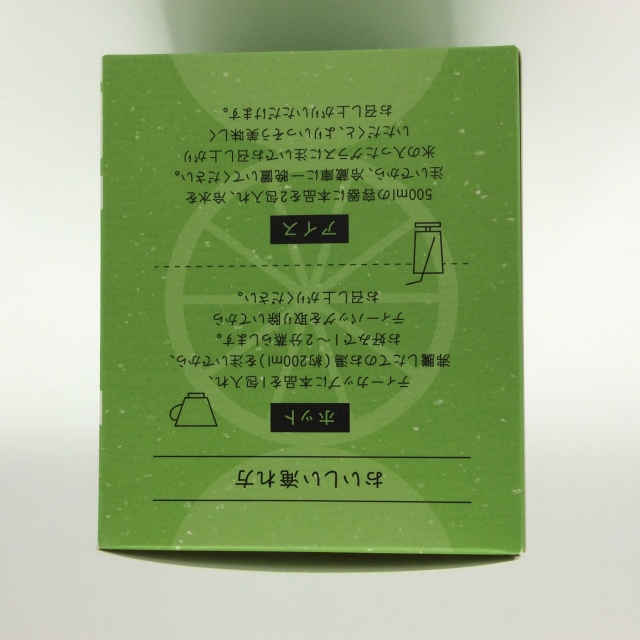 おいしい淹れ方
ホット
ティーカップに本品を1包入れ、
沸騰したてのお湯（約200ml）を注いでから、
お好みで1～2分蒸らします。
ティーバッグを取り除いてから
お召し上がりください。
アイス
500mlの容器に本品を2包入れ、冷水を
注いでから、冷蔵庫に一晩置いてください。
氷の入ったグラスに注いでお召し上がり
いただくと、よりいっそう美味しく
お召し上がりいただけます。